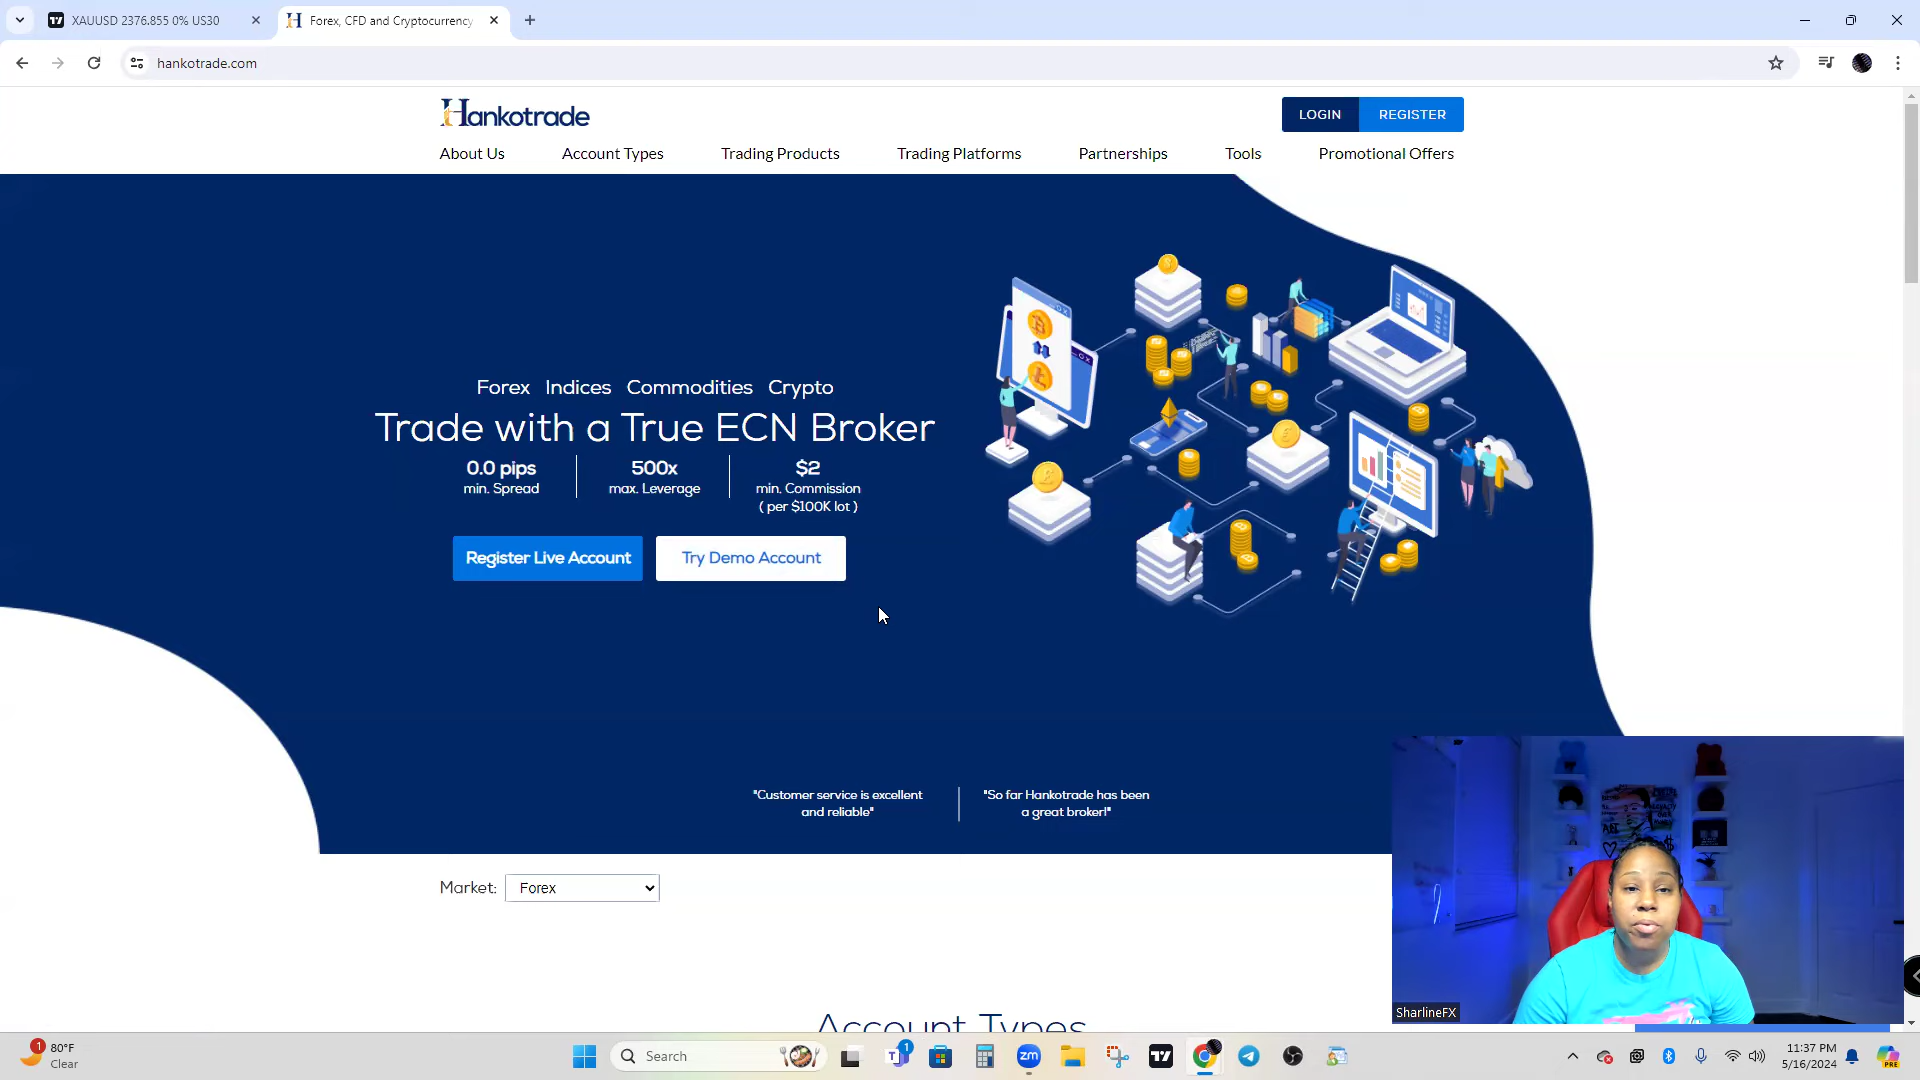 XAUUSD 2376.855 0% US30
Forex, CFD and Cryptocurrency
hankotrade.com
Hankotrade
LOGIN
REGISTER
About Us
Account Types
Trading Products
Trading Platforms
Partnerships
Tools
Promotional Offers
Forex Indices Commodities Crypto
Trade with a True ECN Broker
0.0 pips
min. Spread
500x
max. Leverage
$2
min. Commission
( per $100K lot )
Register Live Account
Try Demo Account
"Customer service is excellent
and reliable"
"So far Hankotrade has been
a great broker!"
Market:
Forex
Account Types
SharlineFX
1
80°F
Clear
Search
1
zm
11:37 PM
5/16/2024
PRE